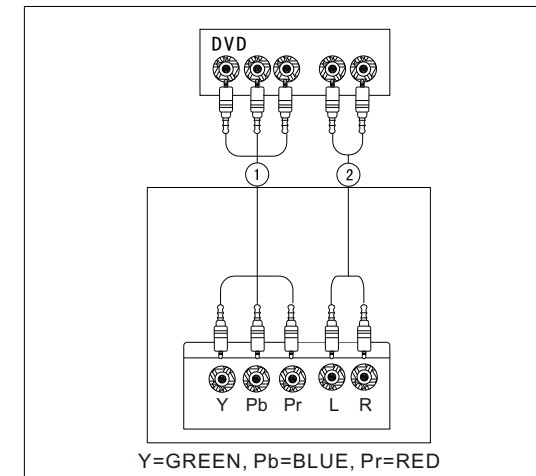 DVD
1 2
Y Pb Pr L R
Y=GREEN, Pb=BLUE, Pr=RED